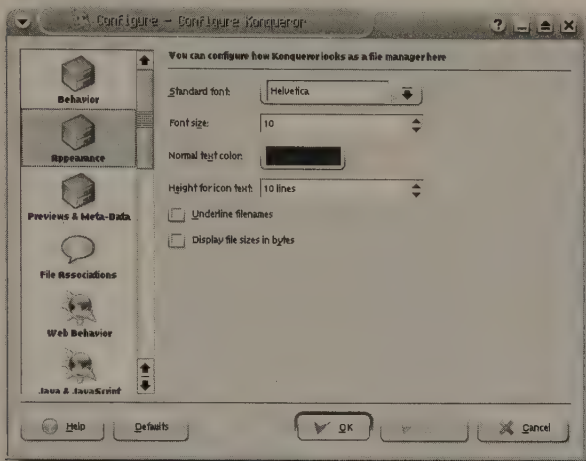 Configure - Configure Konqueror
?
Behavior
Appearance
Previews & Meta-Data
File Associations
Web Behavior
Java & JavaScript
You can configure how Konqueror looks as a file manager here
Standard font:
Helvetica
Font size:
10
Normal text color:
Height for icon text:
10 lines
Underline filenames
Display file sizes in bytes
Help
Defaults
OK
Cancel